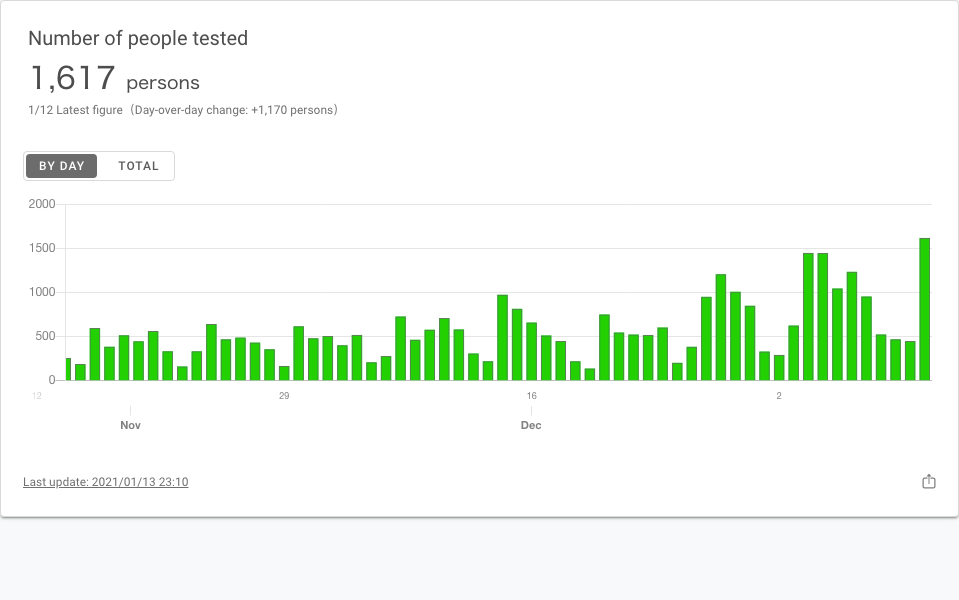 Number of people tested
1,617 persons
1/12 Latest figure（Day-over-day change: +1,170 persons）
BY DAY TOTAL
2000
1500
1000
500
0
12 29 16 2
Nov Dec
Last update: 2021/01/13 23:10